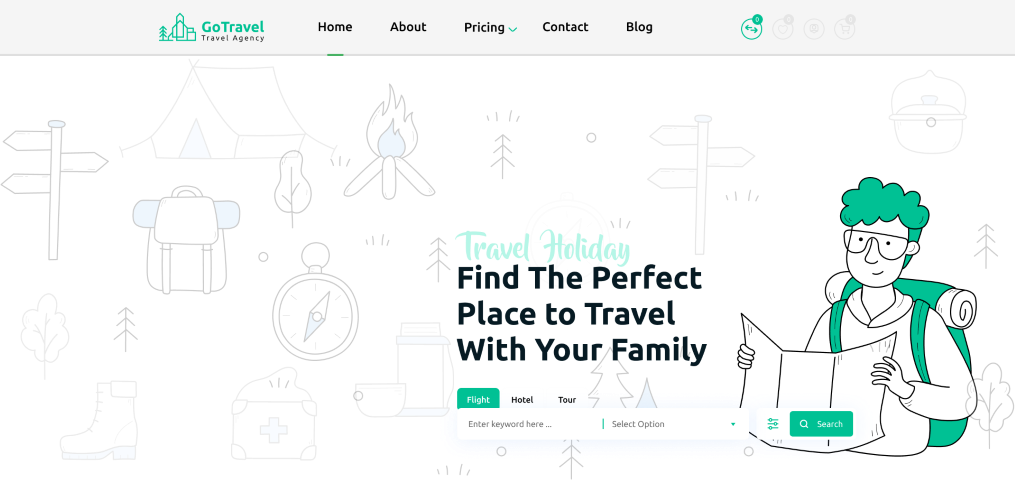 GoTravel
Travel Agency
Home About Pricing Contact Blog
0
Travel Holiday
Find The Perfect
Place to Travel
With Your Family
Flight Hotel Tour
Enter keyword here ... Select Option Search